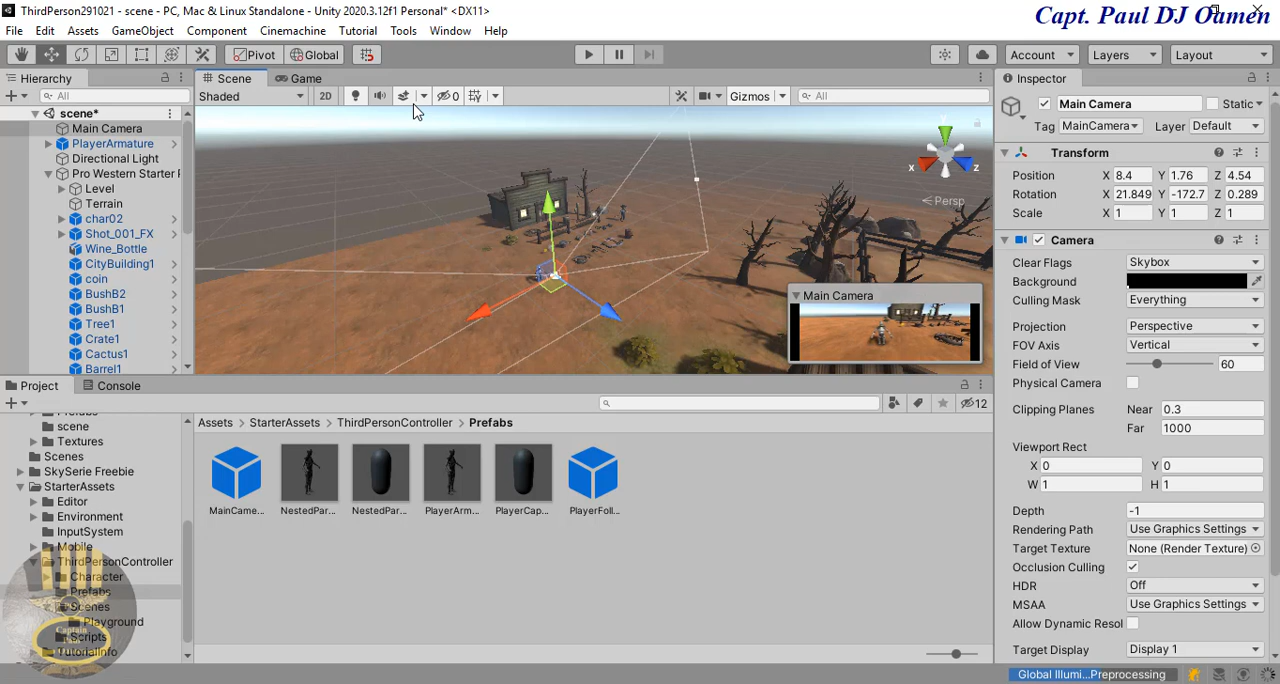 ThirdPerson291021 - scene - PC, Mac & Linux Standalone - Unity 2020.3.12f1 Personal* <DX11>
Capt. Paul DJ Oamen
File Edit Assets GameObject Component Cinemachine Tutorial Tools Window Help
Pivot Global Account Layers Layout
Hierarchy Scene Game Inspector
All Shaded 2D 0 Gizmos All
Main Camera Static
scene*
Main Camera
Tag MainCamera Layer Default
PlayerArmature
Directional Light
Pro Western Starter P
Level
Terrain
char02
Shot_001_FX
Wine_Bottle
CityBuilding1
coin
BushB2
BushB1
Tree1
Crate1
Cactus1
Barrel1
y
x
z
Persp
Main Camera
Transform
Position X 8.4 Y 1.76 Z 4.54
Rotation X 21.849 Y -172.7 Z 0.289
Scale X 1 Y 1 Z 1
Camera
Clear Flags Skybox
Background
Culling Mask Everything
Projection Perspective
FOV Axis Vertical
Field of View 60
Physical Camera
Clipping Planes Near 0.3
Far 1000
Viewport Rect
X 0 Y 0
W 1 H 1
Depth -1
Rendering Path Use Graphics Settings
Target Texture None (Render Texture)
Occlusion Culling
HDR Off
MSAA Use Graphics Settings
Allow Dynamic Resol
Target Display Display 1
Project Console
12
Prefabs
scene
Textures
Scenes
SkySerie Freebie
StarterAssets
Editor
Environment
InputSystem
Mobile
ThirdPersonController
Character
Prefabs
Scenes
Playground
Scripts
TutorialInfo
Assets > StarterAssets > ThirdPersonController > Prefabs
MainCame... NestedPar... NestedPar... PlayerArm... PlayerCap... PlayerFoll...
Global Illumi...Preprocessing